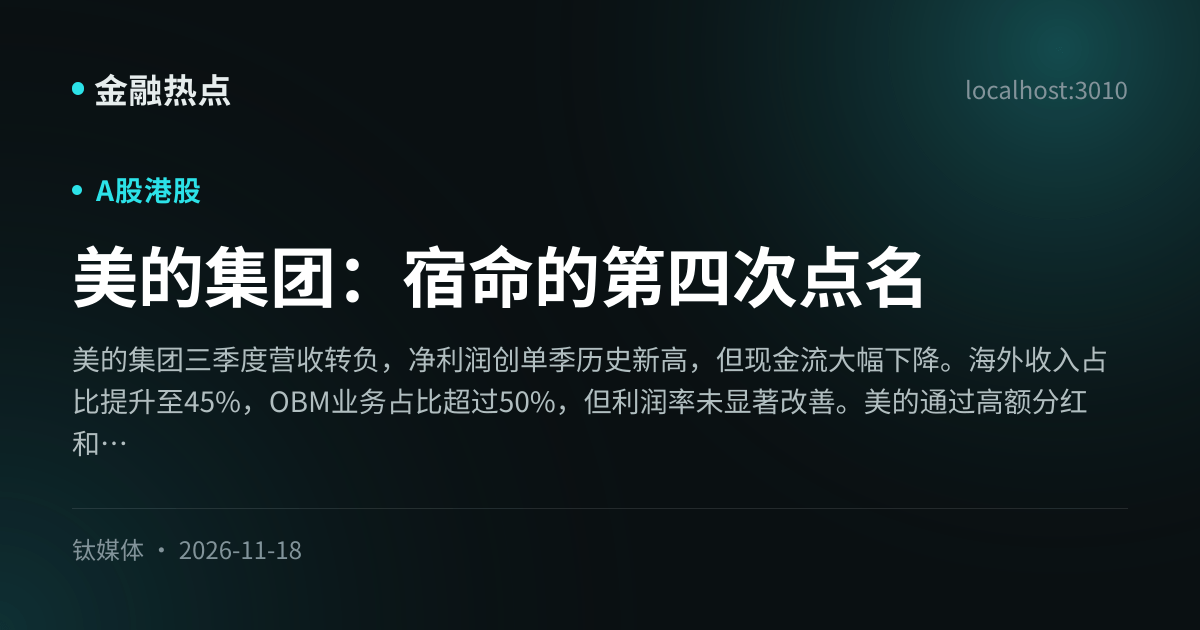 金融热点
localhost:3010
A股港股
美的集团：宿命的第四次点名
美的集团三季度营收转负，净利润创单季历史新高，但现金流大幅下降。海外收入占
比提升至45%，OBM业务占比超过50%，但利润率未显著改善。美的通过高额分红
和…
钛媒体 · 2026-11-18